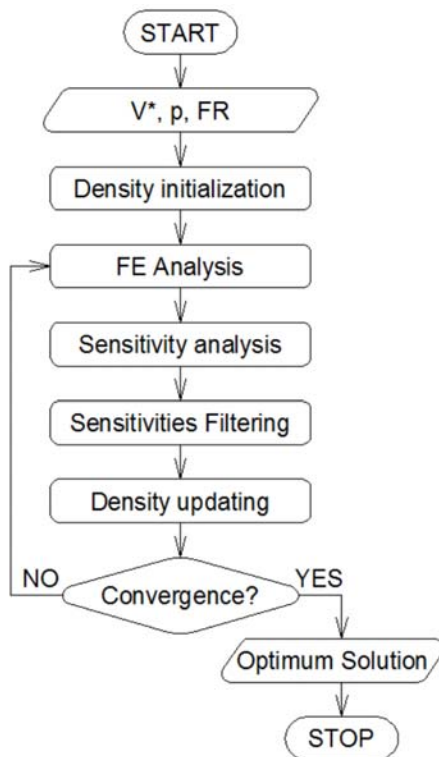 START
V*, p, FR
Density initialization
FE Analysis
Sensitivity analysis
Sensitivities Filtering
Density updating
NO
Convergence?
YES
Optimum Solution
STOP